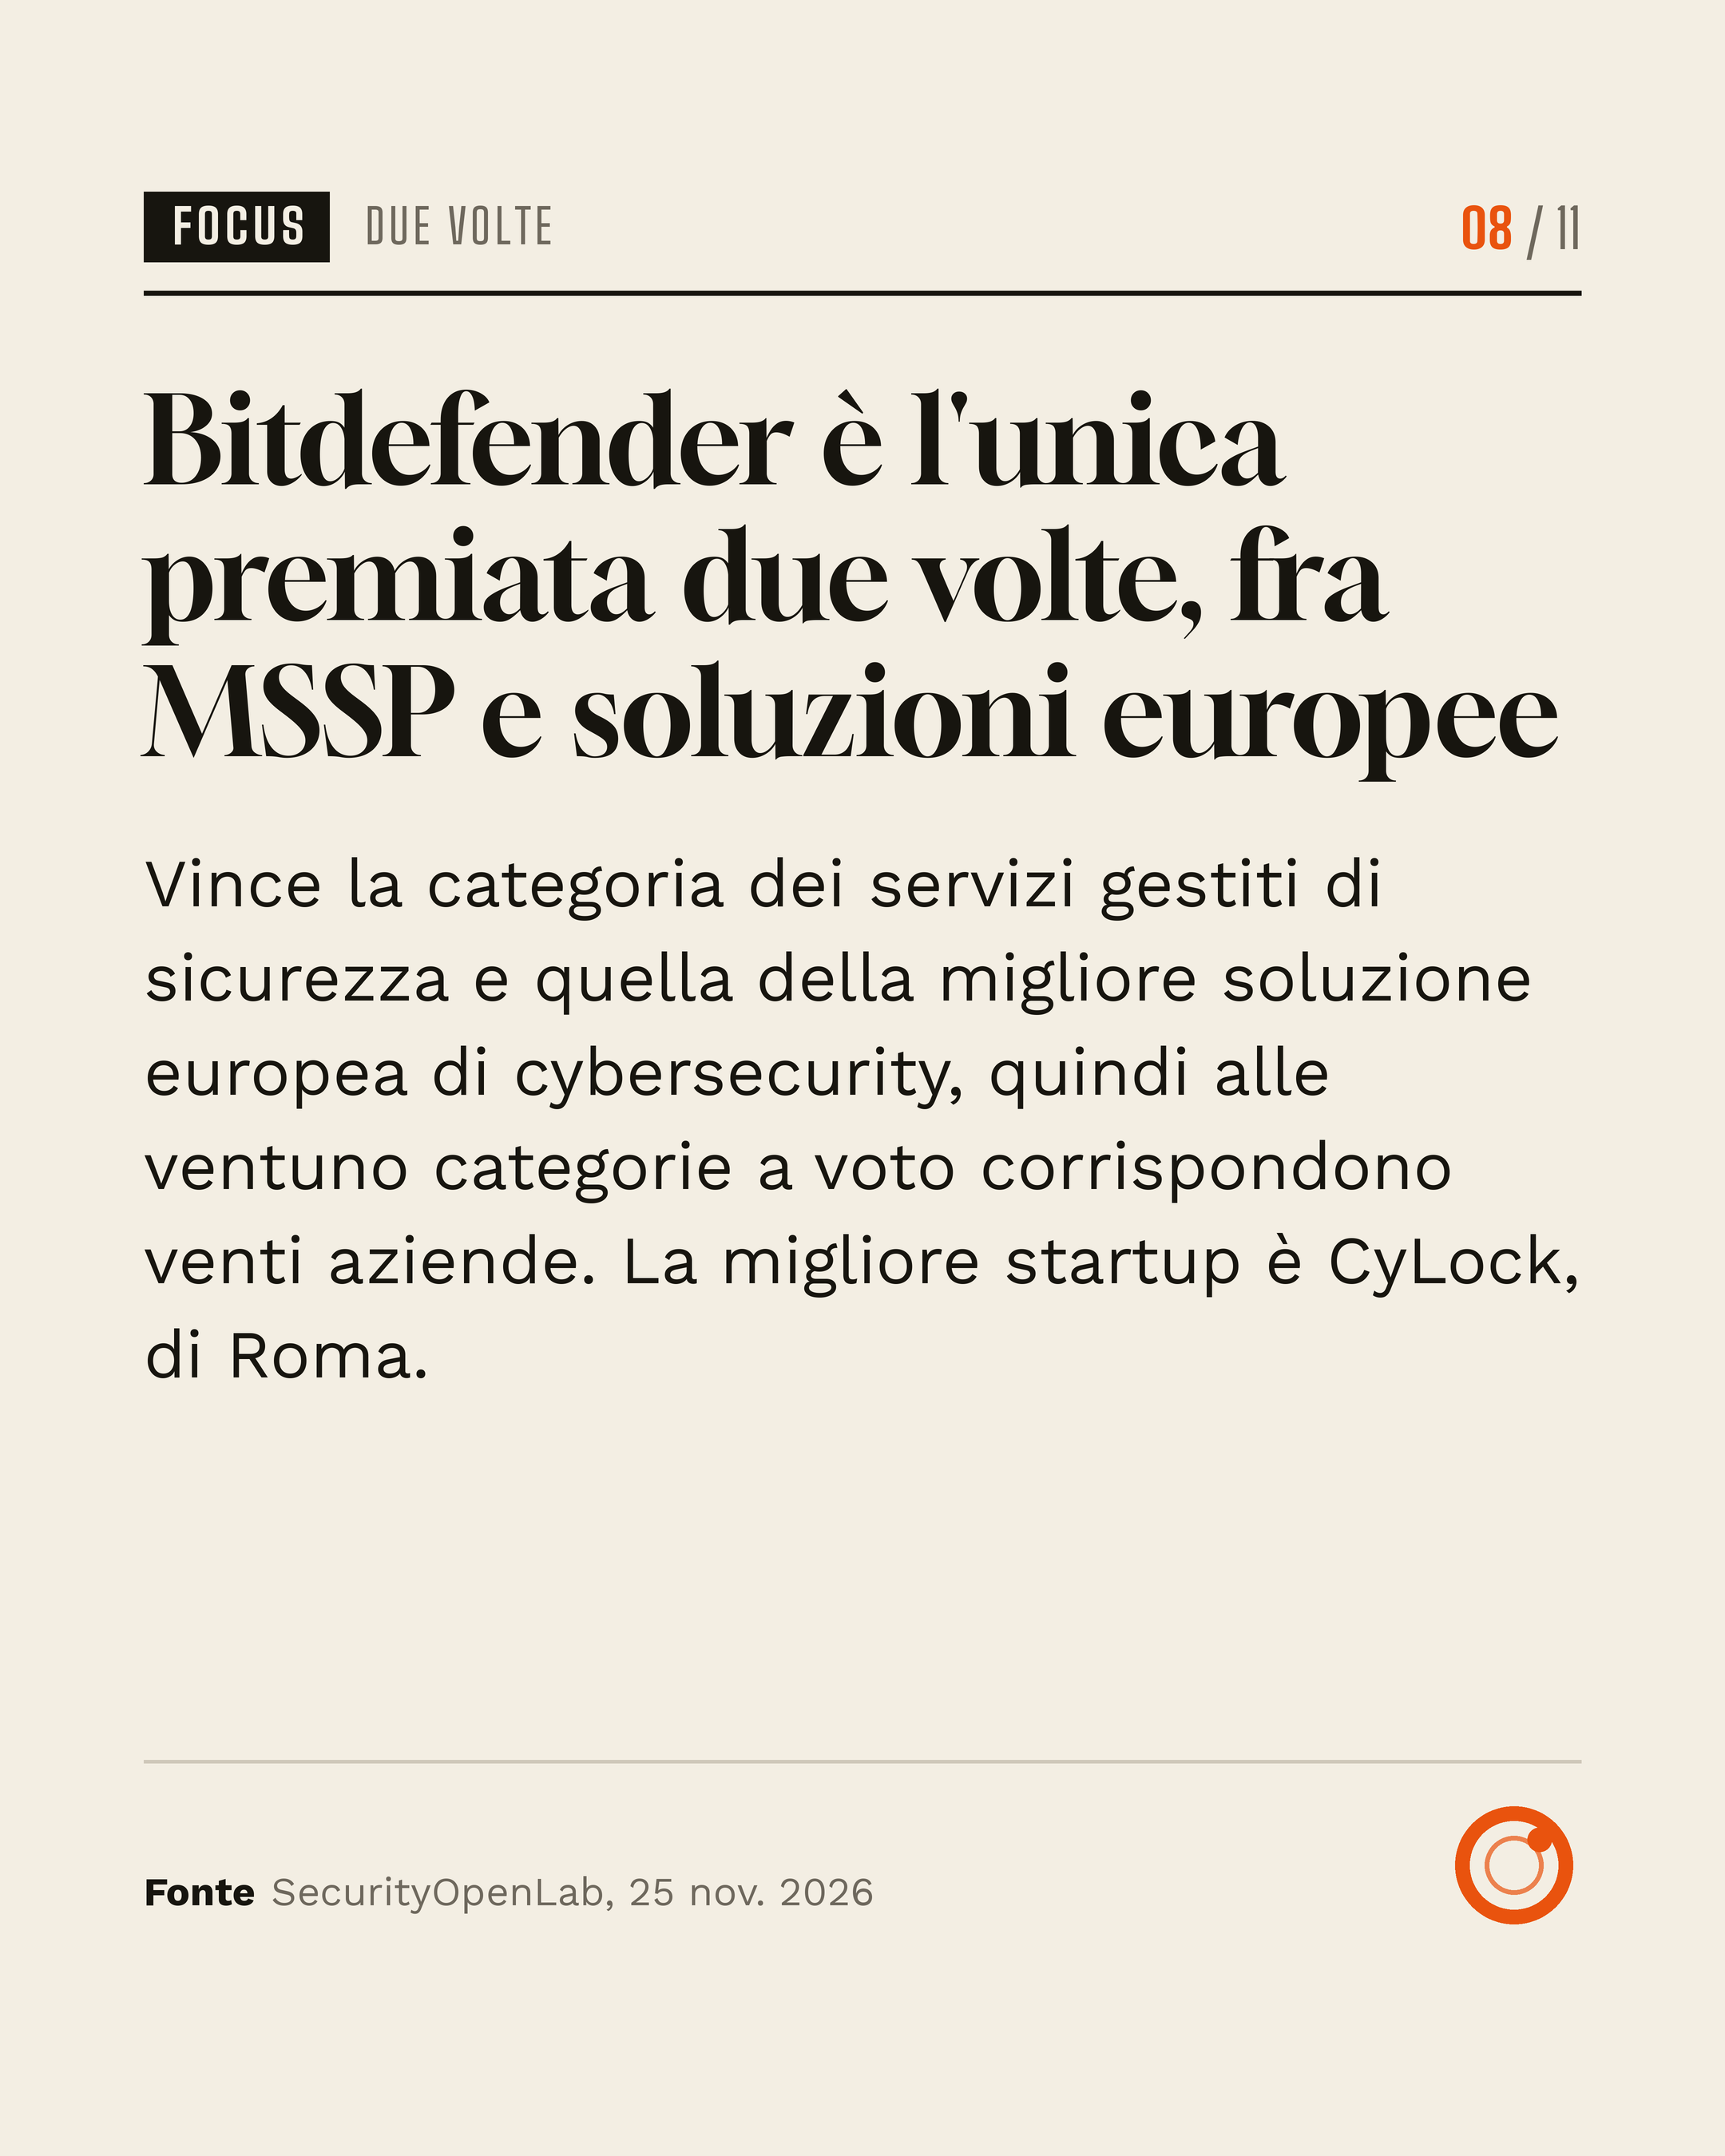 FOCUS DUE VOLTE 08 / 11
Bitdefender è l'unica
premiata due volte, fra
MSSP e soluzioni europee
Vince la categoria dei servizi gestiti di
sicurezza e quella della migliore soluzione
europea di cybersecurity, quindi alle
ventuno categorie a voto corrispondono
venti aziende. La migliore startup è CyLock,
di Roma.
Fonte SecurityOpenLab, 25 nov. 2026